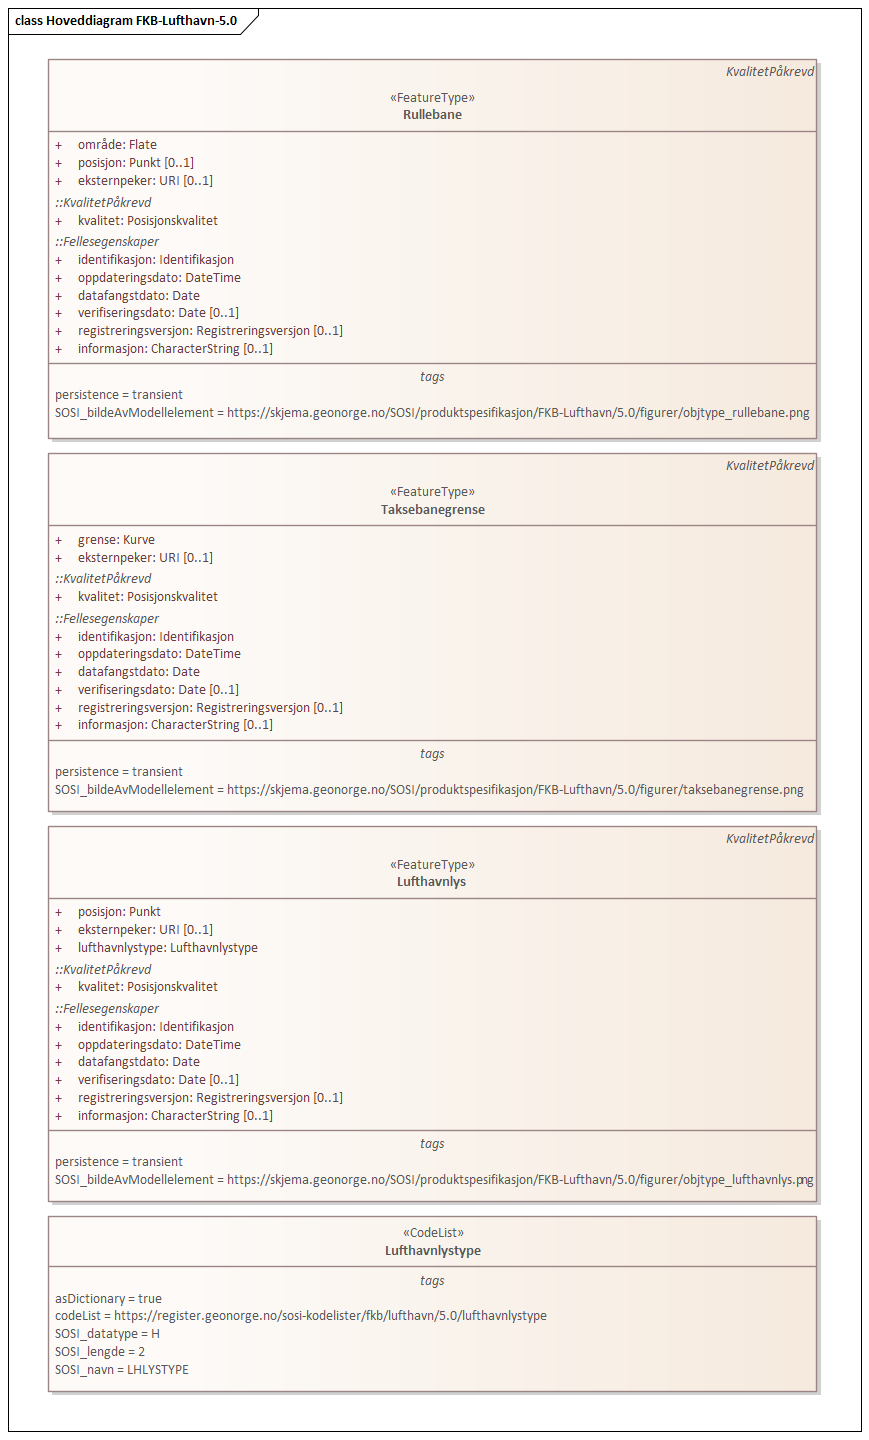 class Hoveddiagram FKB-Lufthavn-5.0
KvalitetPåkrevd
«FeatureType»
Rullebane
+ område: Flate
+ posisjon: Punkt [0..1]
+ eksternpeker: URI [0..1]
::KvalitetPåkrevd
+ kvalitet: Posisjonskvalitet
::Fellesegenskaper
+ identifikasjon: Identifikasjon
+ oppdateringsdato: DateTime
+ datafangstdato: Date
+ verifiseringsdato: Date [0..1]
+ registreringsversjon: Registreringsversjon [0..1]
+ informasjon: CharacterString [0..1]
tags
persistence = transient
SOSI_bildeAvModellelement = https://skjema.geonorge.no/SOSI/produktspesifikasjon/FKB-Lufthavn/5.0/figurer/objtype_rullebane.png
KvalitetPåkrevd
«FeatureType»
Taksebanegrense
+ grense: Kurve
+ eksternpeker: URI [0..1]
::KvalitetPåkrevd
+ kvalitet: Posisjonskvalitet
::Fellesegenskaper
+ identifikasjon: Identifikasjon
+ oppdateringsdato: DateTime
+ datafangstdato: Date
+ verifiseringsdato: Date [0..1]
+ registreringsversjon: Registreringsversjon [0..1]
+ informasjon: CharacterString [0..1]
tags
persistence = transient
SOSI_bildeAvModellelement = https://skjema.geonorge.no/SOSI/produktspesifikasjon/FKB-Lufthavn/5.0/figurer/taksebanegrense.png
KvalitetPåkrevd
«FeatureType»
Lufthavnlys
+ posisjon: Punkt
+ eksternpeker: URI [0..1]
+ lufthavnlystype: Lufthavnlystype
::KvalitetPåkrevd
+ kvalitet: Posisjonskvalitet
::Fellesegenskaper
+ identifikasjon: Identifikasjon
+ oppdateringsdato: DateTime
+ datafangstdato: Date
+ verifiseringsdato: Date [0..1]
+ registreringsversjon: Registreringsversjon [0..1]
+ informasjon: CharacterString [0..1]
tags
persistence = transient
SOSI_bildeAvModellelement = https://skjema.geonorge.no/SOSI/produktspesifikasjon/FKB-Lufthavn/5.0/figurer/objtype_lufthavnlys.png
«CodeList»
Lufthavnlystype
tags
asDictionary = true
codeList = https://register.geonorge.no/sosi-kodelister/fkb/lufthavn/5.0/lufthavnlystype
SOSI_datatype = H
SOSI_lengde = 2
SOSI_navn = LHLYSTYPE